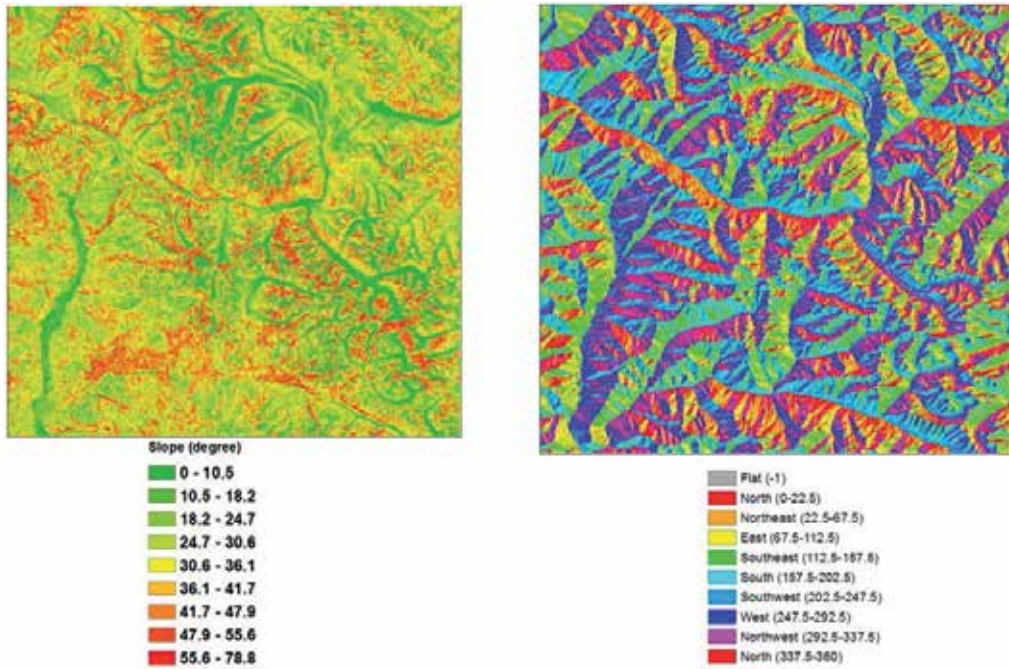 Slope (degree)
0 - 10.5
10.5 - 18.2
18.2 - 24.7
24.7 - 30.6
30.6 - 36.1
36.1 - 41.7
41.7 - 47.9
47.9 - 55.6
55.6 - 78.8
Flat (-1)
North (0-22.5)
Northeast (22.5-67.5)
East (67.5-112.5)
Southeast (112.5-157.5)
South (157.5-202.5)
Southwest (202.5-247.5)
West (247.5-292.5)
Northwest (292.5-337.5)
North (337.5-360)